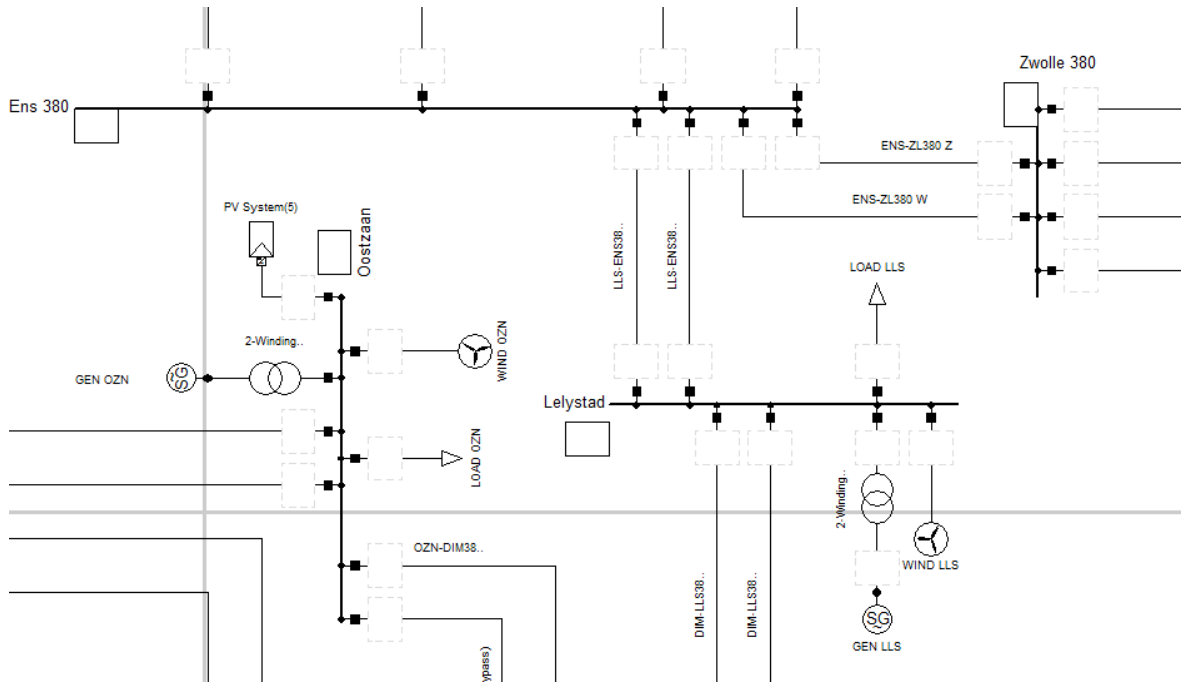 Zwolle 380
Ens 380
ENS-ZL380 Z
ENS-ZL380 W
PV System(5)
Oostzaan
LLS-ENS38..
LLS-ENS38..
LOAD LLS
2-Winding..
WIND OZN
GEN OZN
SG
Lelystad
LOAD OZN
2-Winding..
OZN-DIM38..
WIND LLS
DIM-LLS38..
DIM-LLS38..
SG
GEN LLS
ypass)